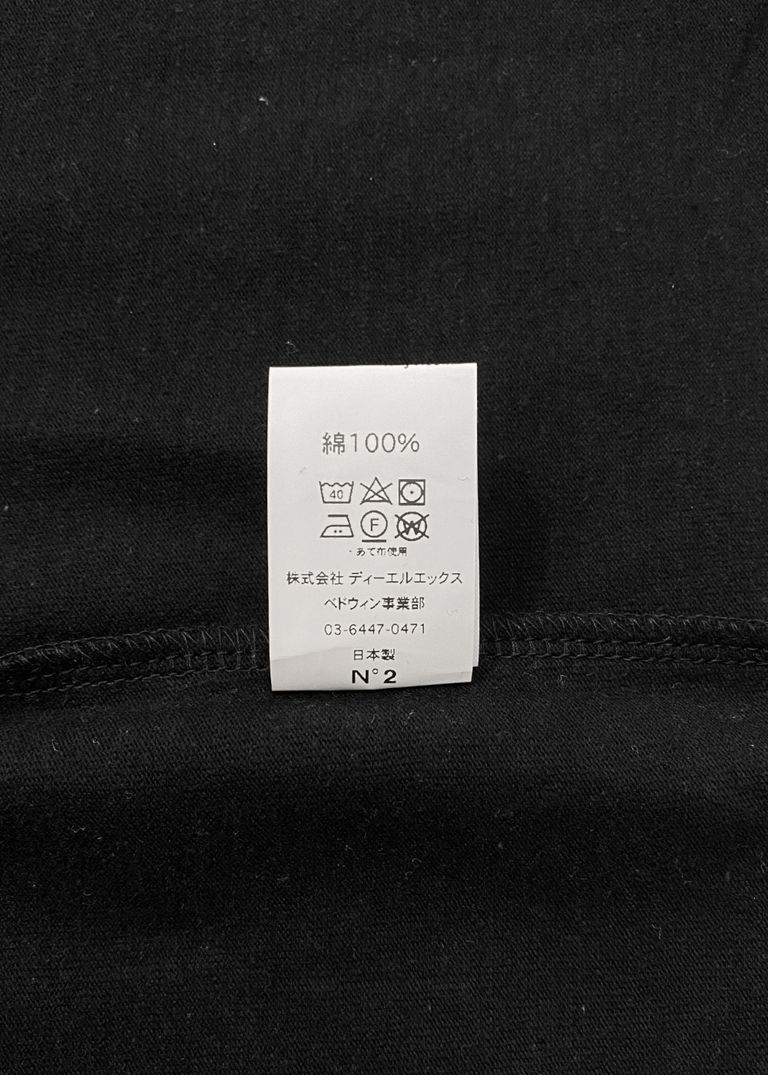 綿100%
40
F
W
・あて布使用
株式会社 ディーエルエックス
ベドウィン事業部
03-6447-0471
日本製
N°2